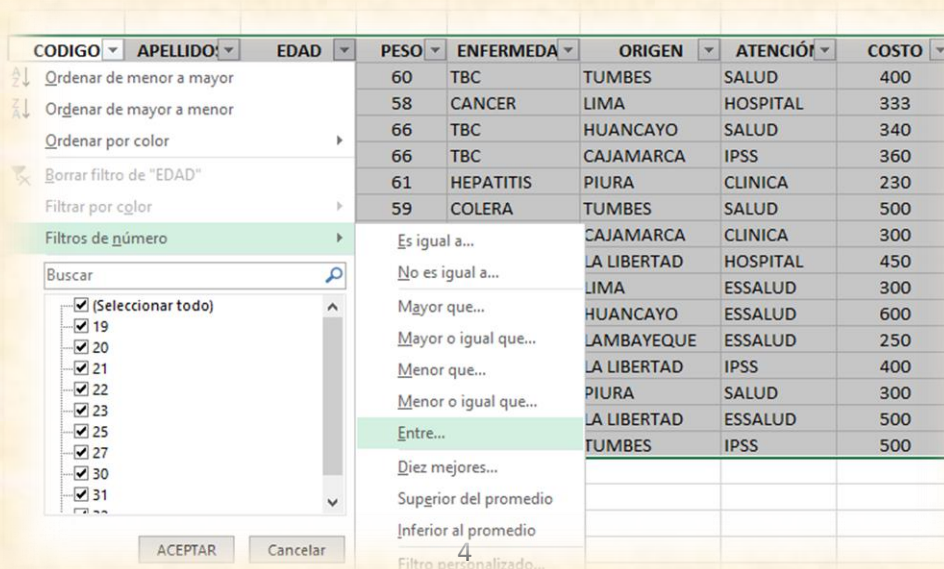 CODIGO APELLIDO: EDAD PESO ENFERMEDA ORIGEN ATENCIÓN COSTO
Ordenar de menor a mayor
Ordenar de mayor a menor
Ordenar por color
Borrar filtro de "EDAD"
Filtrar por color
Filtros de número
Buscar
(Seleccionar todo)
19
20
21
22
23
25
27
30
31
ACEPTAR Cancelar
Es igual a...
No es igual a...
Mayor que...
Mayor o igual que...
Menor que...
Menor o igual que...
Entre...
Diez mejores...
Superior del promedio
Inferior al promedio
Filtro personalizado...
4
60 TBC TUMBES SALUD 400
58 CANCER LIMA HOSPITAL 333
66 TBC HUANCAYO SALUD 340
66 TBC CAJAMARCA IPSS 360
61 HEPATITIS PIURA CLINICA 230
59 COLERA TUMBES SALUD 500
CAJAMARCA CLINICA 300
LA LIBERTAD HOSPITAL 450
LIMA ESSALUD 300
HUANCAYO ESSALUD 600
LAMBAYEQUE ESSALUD 250
LA LIBERTAD IPSS 400
PIURA SALUD 300
LA LIBERTAD ESSALUD 500
TUMBES IPSS 500